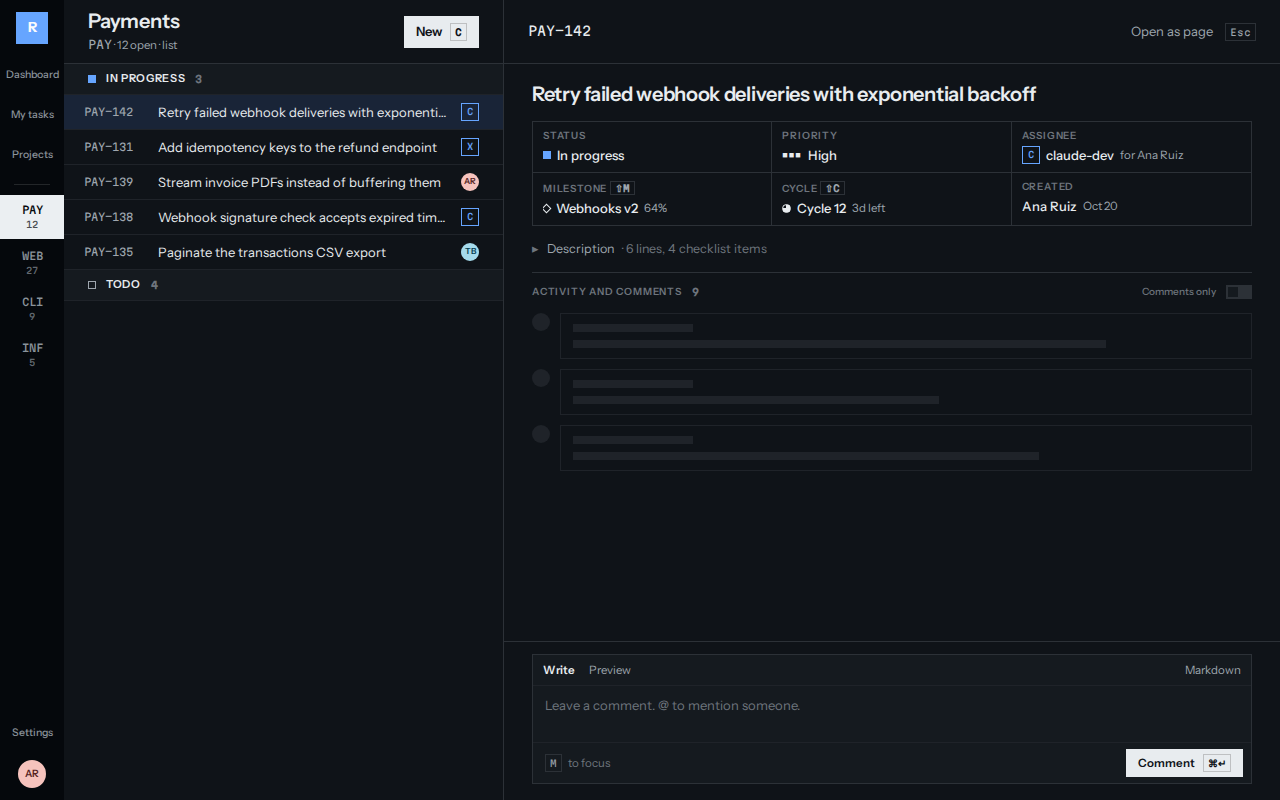 R
Dashboard
My tasks
Projects
PAY
12
WEB
27
CLI
9
INF
5
Settings
AR
Payments
PAY·12 open·list
New C
IN PROGRESS 3
PAY-142 Retry failed webhook deliveries with exponenti... C
PAY-131 Add idempotency keys to the refund endpoint X
PAY-139 Stream invoice PDFs instead of buffering them AR
PAY-138 Webhook signature check accepts expired tim... C
PAY-135 Paginate the transactions CSV export TB
TODO 4
PAY-142
Open as page Esc
Retry failed webhook deliveries with exponential backoff
STATUS PRIORITY ASSIGNEE
In progress High C claude-dev for Ana Ruiz
MILESTONE ⇧M CYCLE ⇧C CREATED
Webhooks v2 64% Cycle 12 3d left Ana Ruiz Oct 20
Description · 6 lines, 4 checklist items
ACTIVITY AND COMMENTS 9 Comments only
Write Preview Markdown
Leave a comment. @ to mention someone.
M to focus Comment ⌘↵